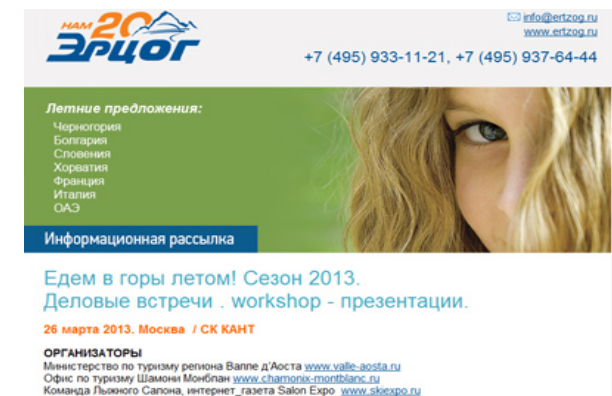 НАМ 20
Эрцог
info@ertzog.ru
www.ertzog.ru
+7 (495) 933-11-21, +7 (495) 937-64-44
Летние предложения:
Черногория
Болгария
Словения
Хорватия
Франция
Италия
ОАЭ
Информационная рассылка
Едем в горы летом! Сезон 2013.
Деловые встречи . workshop - презентации.
26 марта 2013. Москва / СК КАНТ
ОРГАНИЗАТОРЫ
Министерство по туризму региона Валле д'Аоста www.valle-aosta.ru
Офис по туризму Шамони Монблан www.chamonix-montblanc.ru
Команда Лыжного Салона, интернет_газета Salon Expo www.skiexpo.ru